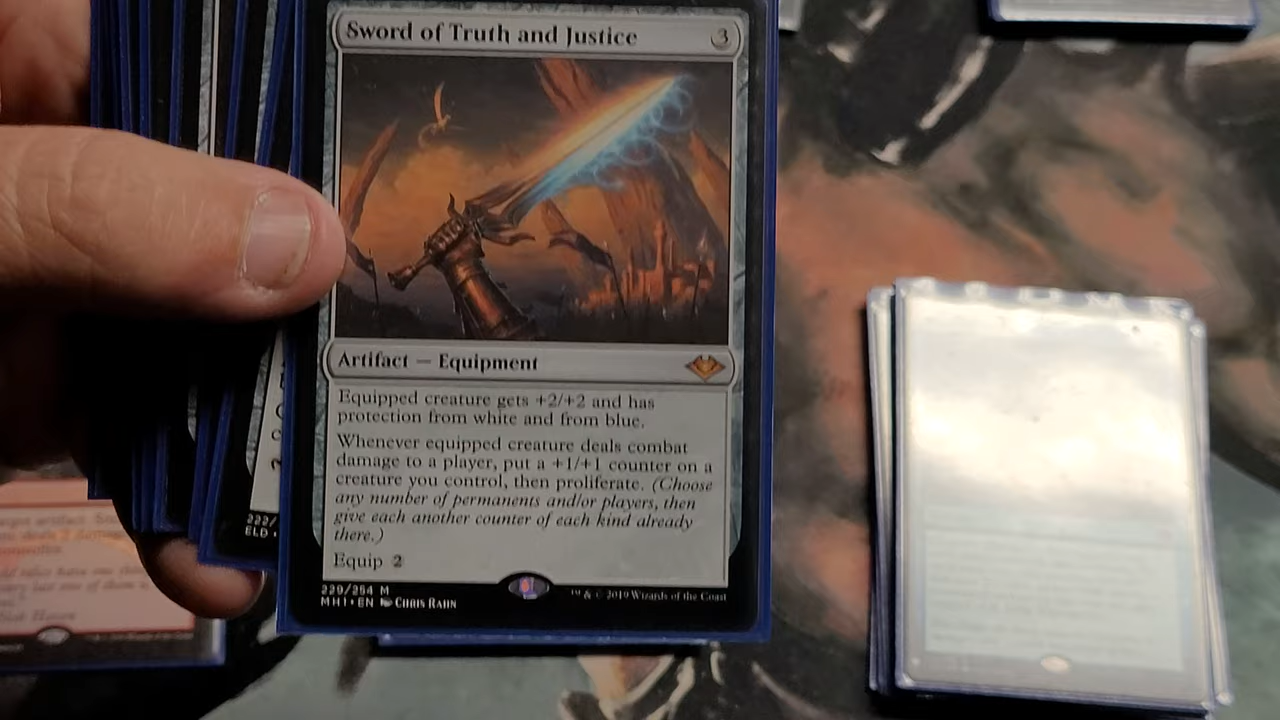 Sword of Truth and Justice 3
Artifact — Equipment
Equipped creature gets +2/+2 and has
protection from white and from blue.
Whenever equipped creature deals combat
damage to a player, put a +1/+1 counter on a
creature you control, then proliferate. (Choose
any number of permanents and/or players, then
give each another counter of each kind already
there.)
Equip 2
229/254 M
MH1 • EN Chris Rahn
™ & © 2019 Wizards of the Coast
222/
ELD •